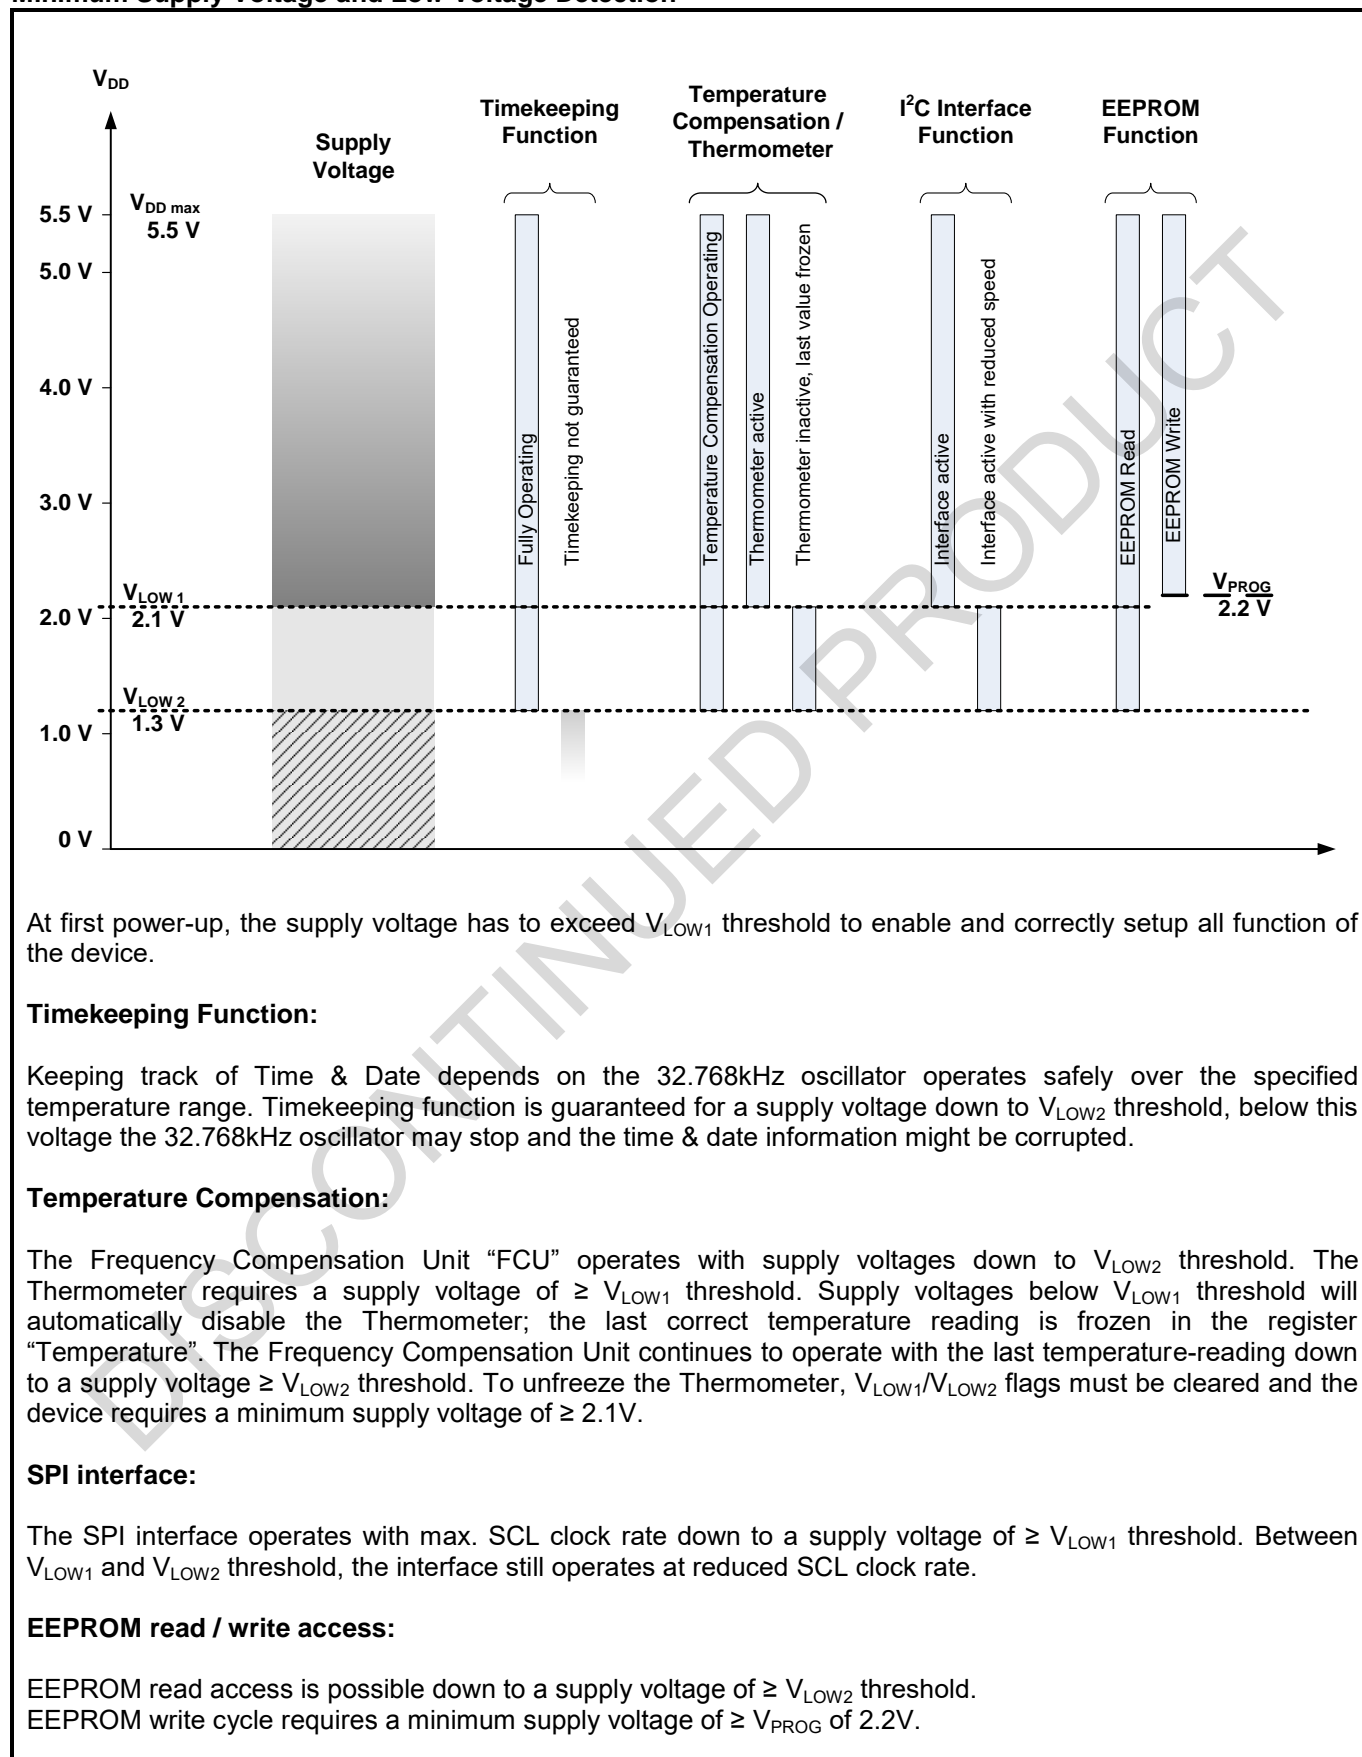 Minimum Supply Voltage and Low Voltage Detection
VDD
Supply
Voltage
Timekeeping
Function
Temperature
Compensation /
Thermometer
I²C Interface
Function
EEPROM
Function
5.5 V
VDD max
5.5 V
5.0 V
4.0 V
3.0 V
2.0 V
1.0 V
0 V
VLOW 1
2.1 V
VLOW 2
1.3 V
Fully Operating
Timekeeping not guaranteed
Temperature Compensation Operating
Thermometer active
Thermometer inactive, last value frozen
Interface active
Interface active with reduced speed
EEPROM Read
EEPROM Write
VPROG
2.2 V
DISCONTINUED PRODUCT
At first power-up, the supply voltage has to exceed VLOW1 threshold to enable and correctly setup all function of
the device.
Timekeeping Function:
Keeping track of Time & Date depends on the 32.768kHz oscillator operates safely over the specified
temperature range. Timekeeping function is guaranteed for a supply voltage down to VLOW2 threshold, below this
voltage the 32.768kHz oscillator may stop and the time & date information might be corrupted.
Temperature Compensation:
The Frequency Compensation Unit “FCU” operates with supply voltages down to VLOW2 threshold. The
Thermometer requires a supply voltage of ≥ VLOW1 threshold. Supply voltages below VLOW1 threshold will
automatically disable the Thermometer; the last correct temperature reading is frozen in the register
“Temperature”. The Frequency Compensation Unit continues to operate with the last temperature-reading down
to a supply voltage ≥ VLOW2 threshold. To unfreeze the Thermometer, VLOW1/VLOW2 flags must be cleared and the
device requires a minimum supply voltage of ≥ 2.1V.
SPI interface:
The SPI interface operates with max. SCL clock rate down to a supply voltage of ≥ VLOW1 threshold. Between
VLOW1 and VLOW2 threshold, the interface still operates at reduced SCL clock rate.
EEPROM read / write access:
EEPROM read access is possible down to a supply voltage of ≥ VLOW2 threshold.
EEPROM write cycle requires a minimum supply voltage of ≥ VPROG of 2.2V.